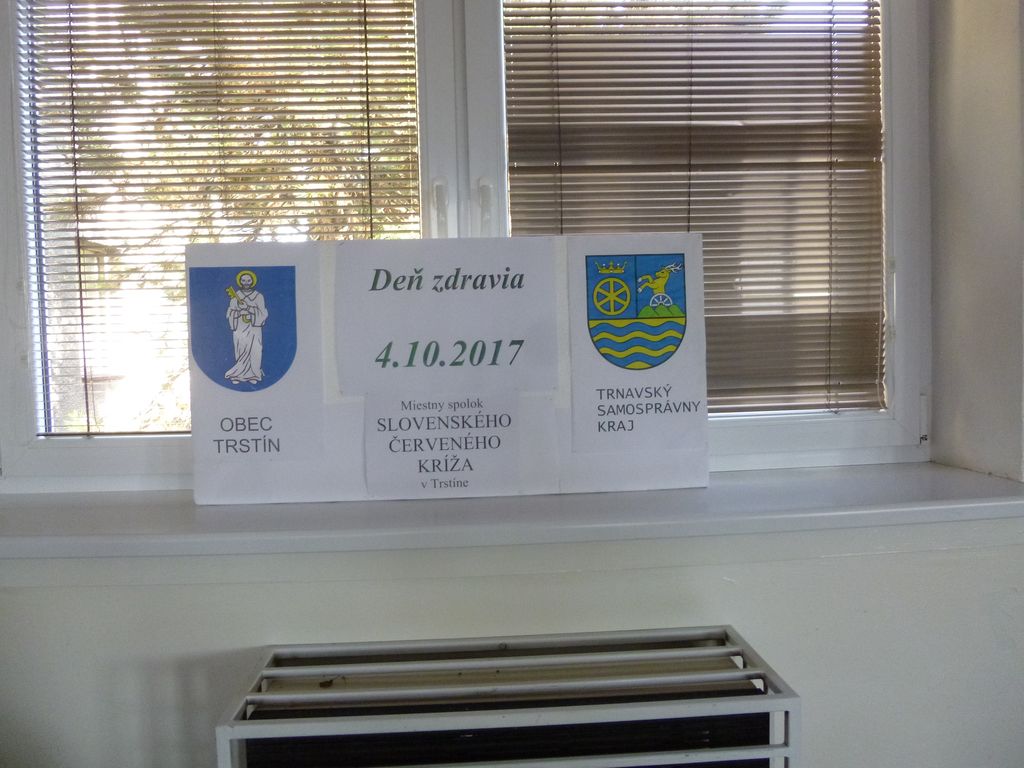 Deň zdravia
4.10.2017
OBEC
TRSTÍN
Miestny spolok
SLOVENSKÉHO
ČERVENÉHO
KRÍŽA
v Trstíne
TRNAVSKÝ
SAMOSPRÁVNY
KRAJ